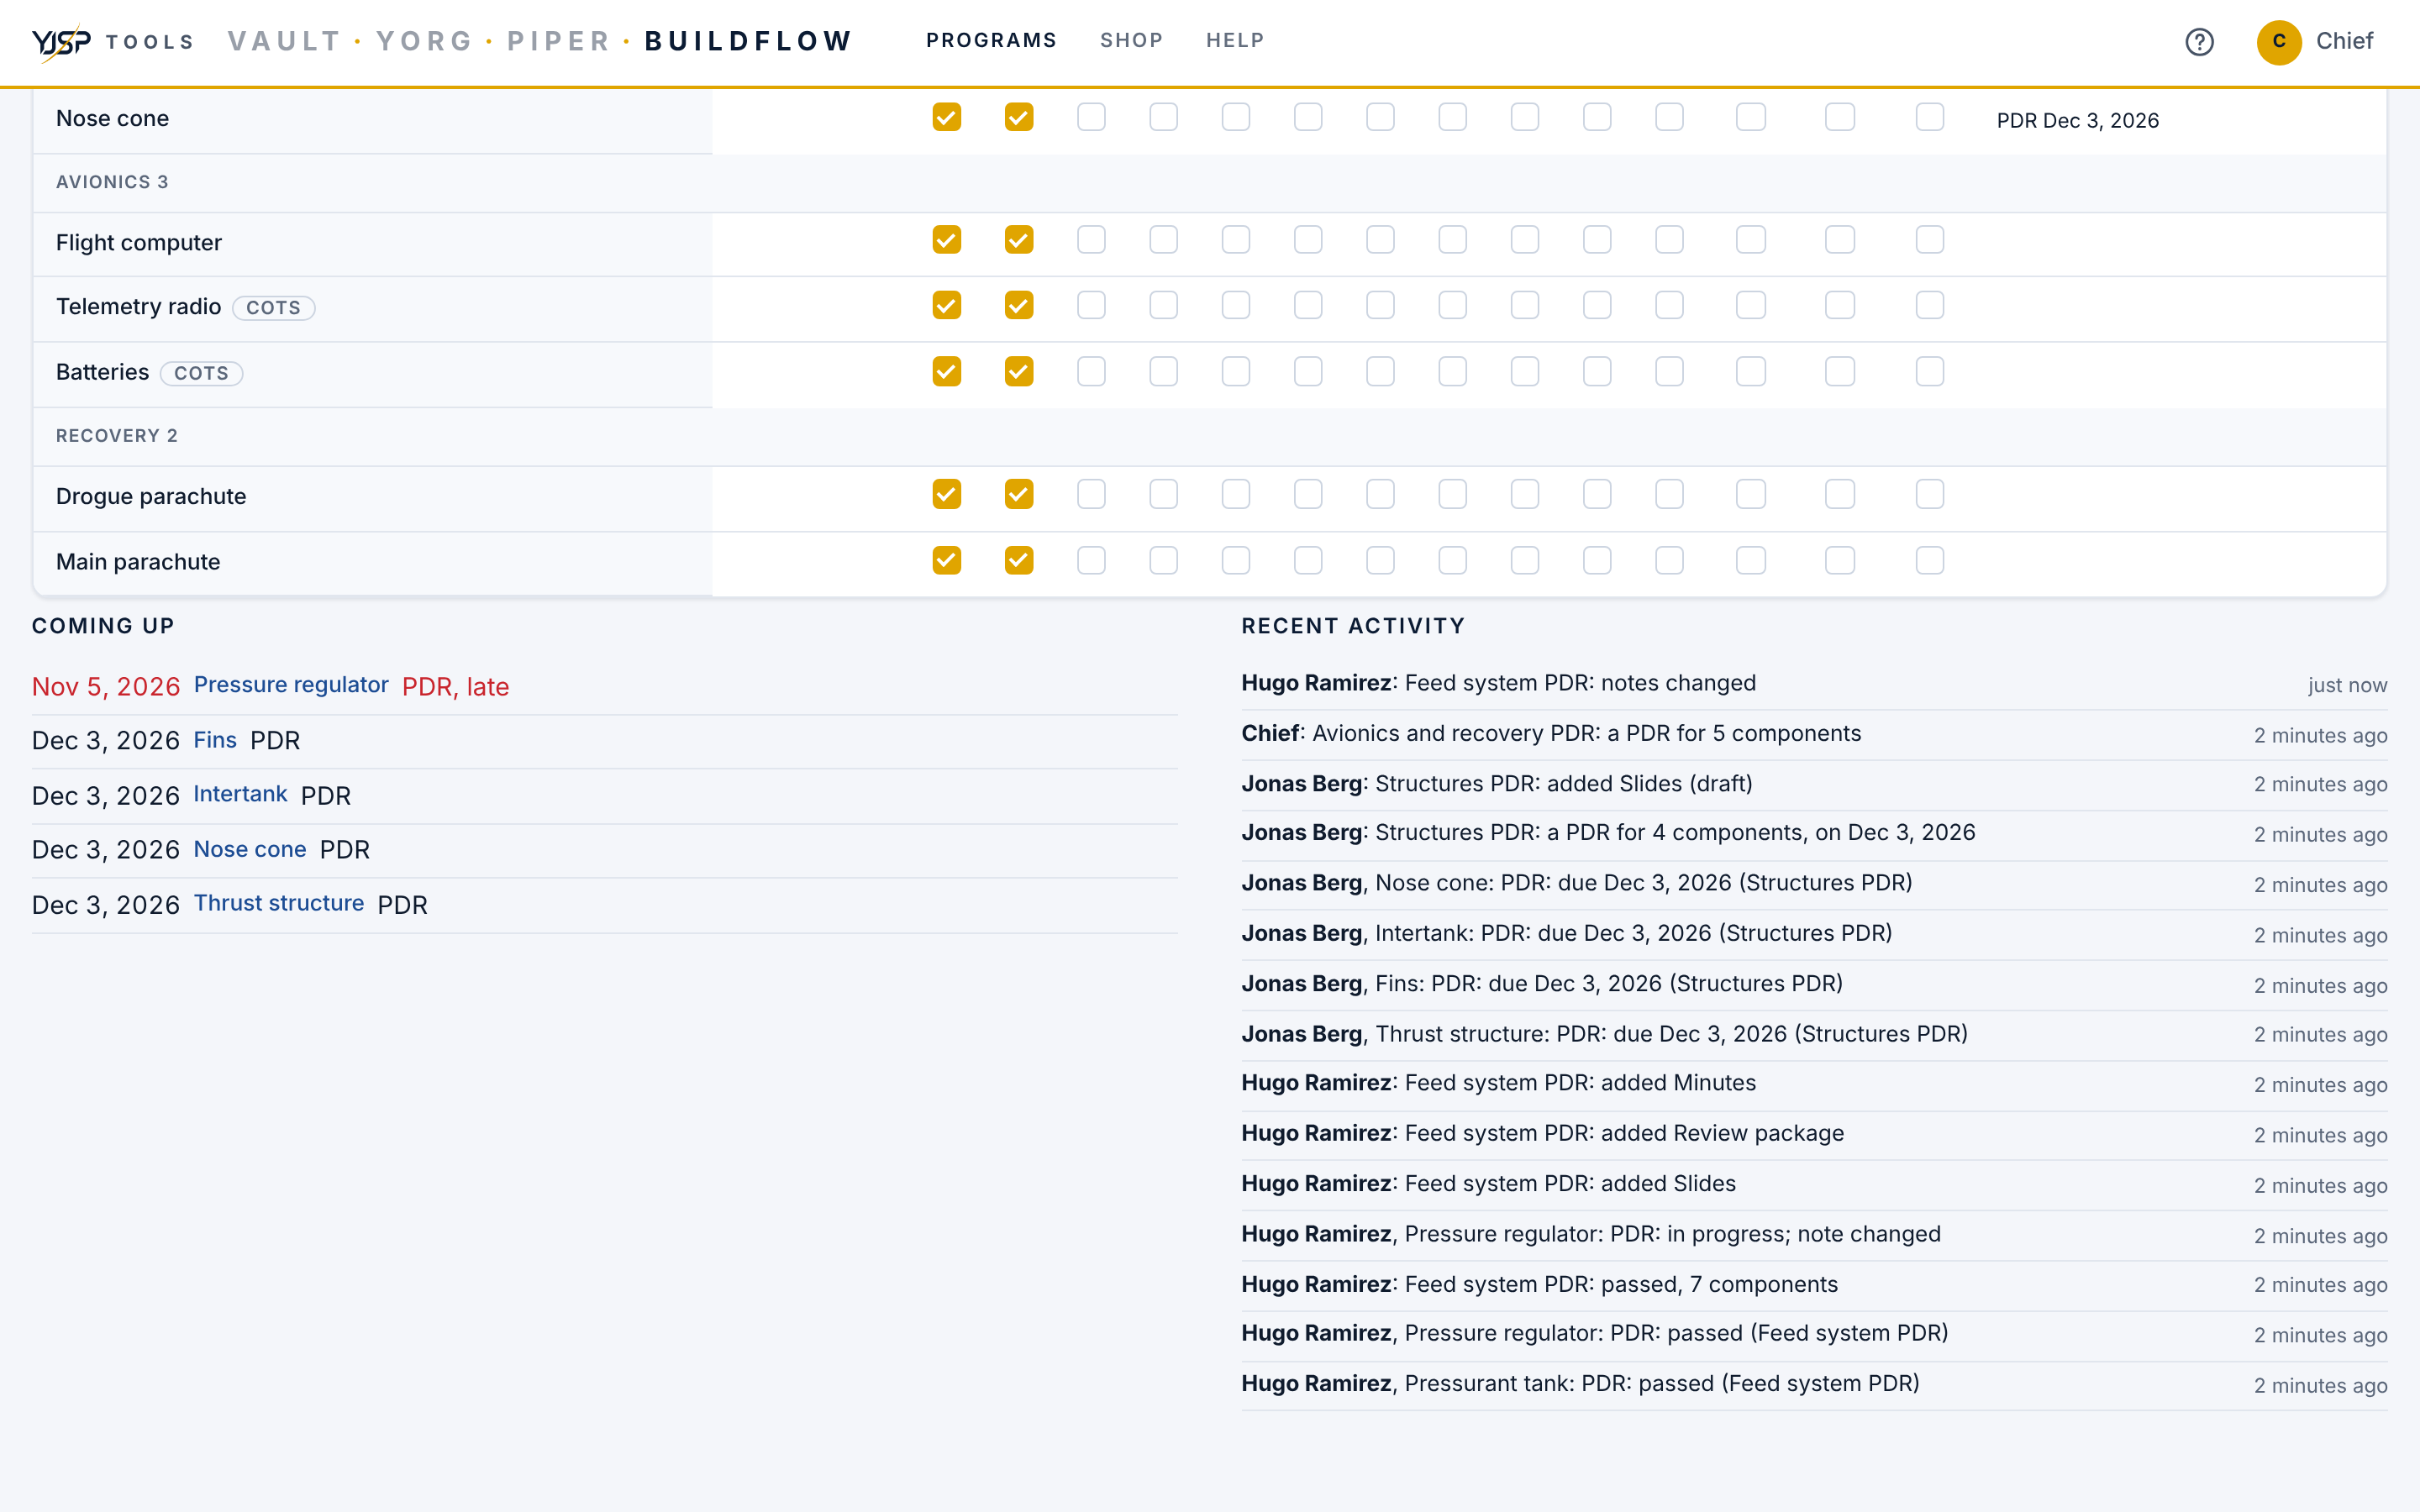 YJSP TOOLS VAULT · YORG · PIPER · BUILDFLOW PROGRAMS SHOP HELP ? C Chief
Nose cone PDR Dec 3, 2026
AVIONICS 3
Flight computer
Telemetry radio COTS
Batteries COTS
RECOVERY 2
Drogue parachute
Main parachute
COMING UP
Nov 5, 2026 Pressure regulator PDR, late
Dec 3, 2026 Fins PDR
Dec 3, 2026 Intertank PDR
Dec 3, 2026 Nose cone PDR
Dec 3, 2026 Thrust structure PDR
RECENT ACTIVITY
Hugo Ramirez: Feed system PDR: notes changed just now
Chief: Avionics and recovery PDR: a PDR for 5 components 2 minutes ago
Jonas Berg: Structures PDR: added Slides (draft) 2 minutes ago
Jonas Berg: Structures PDR: a PDR for 4 components, on Dec 3, 2026 2 minutes ago
Jonas Berg, Nose cone: PDR: due Dec 3, 2026 (Structures PDR) 2 minutes ago
Jonas Berg, Intertank: PDR: due Dec 3, 2026 (Structures PDR) 2 minutes ago
Jonas Berg, Fins: PDR: due Dec 3, 2026 (Structures PDR) 2 minutes ago
Jonas Berg, Thrust structure: PDR: due Dec 3, 2026 (Structures PDR) 2 minutes ago
Hugo Ramirez: Feed system PDR: added Minutes 2 minutes ago
Hugo Ramirez: Feed system PDR: added Review package 2 minutes ago
Hugo Ramirez: Feed system PDR: added Slides 2 minutes ago
Hugo Ramirez, Pressure regulator: PDR: in progress; note changed 2 minutes ago
Hugo Ramirez: Feed system PDR: passed, 7 components 2 minutes ago
Hugo Ramirez, Pressure regulator: PDR: passed (Feed system PDR) 2 minutes ago
Hugo Ramirez, Pressurant tank: PDR: passed (Feed system PDR) 2 minutes ago